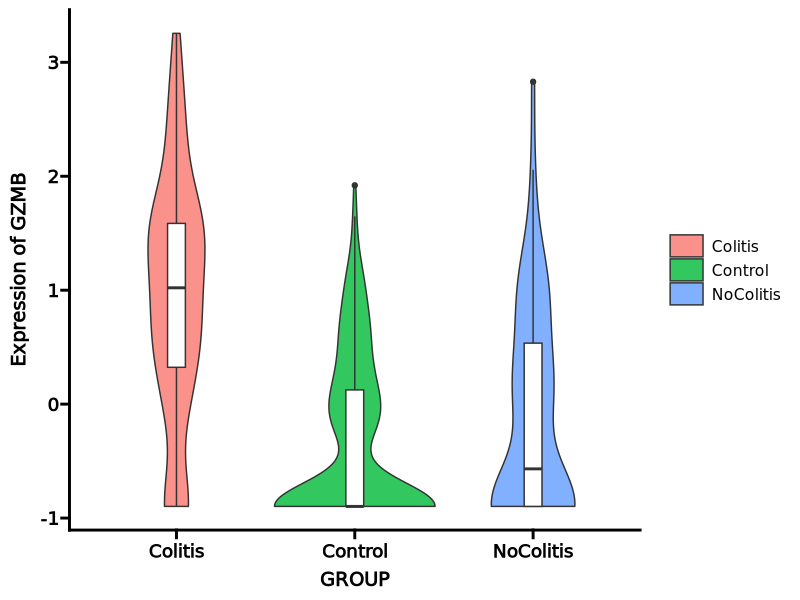 Expression of GZMB
3
2
1
0
-1
Colitis
Control
NoColitis
GROUP
Colitis
Control
NoColitis